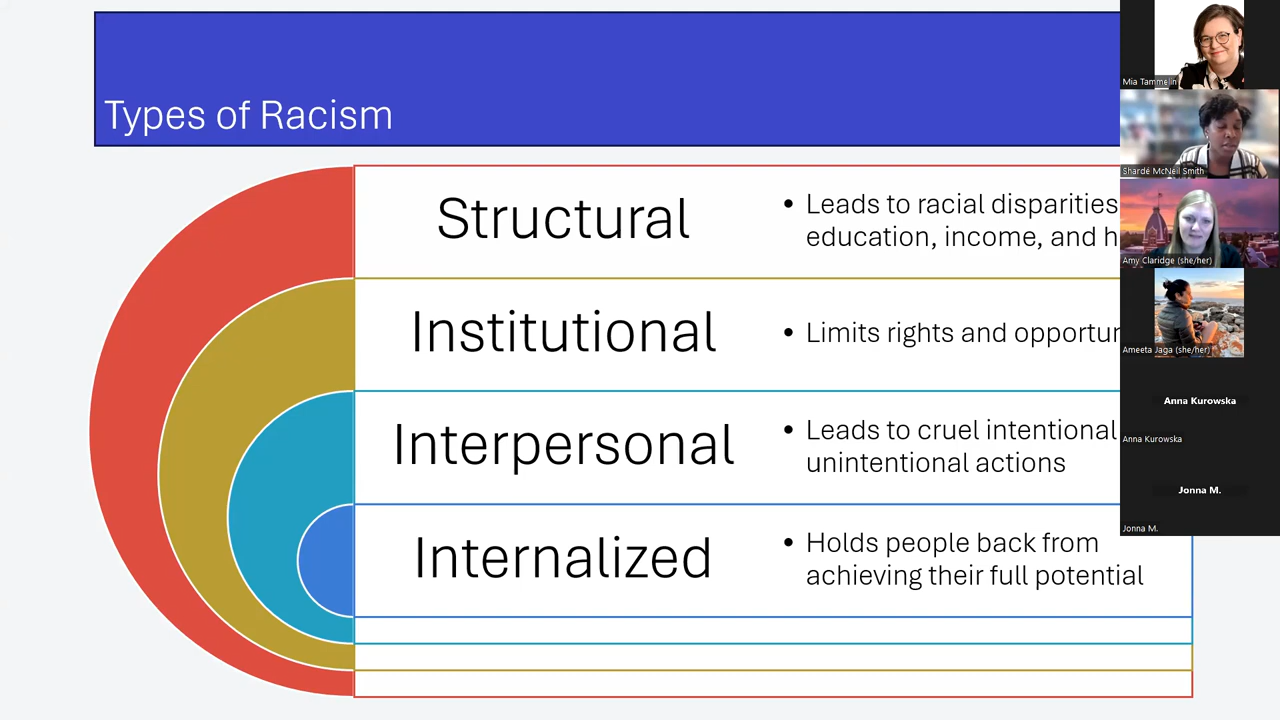 Types of Racism
Structural
• Leads to racial disparities
education, income, and h
Institutional
• Limits rights and opportun
Interpersonal
• Leads to cruel intentional
unintentional actions
Internalized
• Holds people back from
achieving their full potential
Mia Tammelin
Shardé McNeil Smith
Amy Claridge (she/her)
Ameeta Jaga (she/her)
Anna Kurowska
Anna Kurowska
Jonna M.
Jonna M.